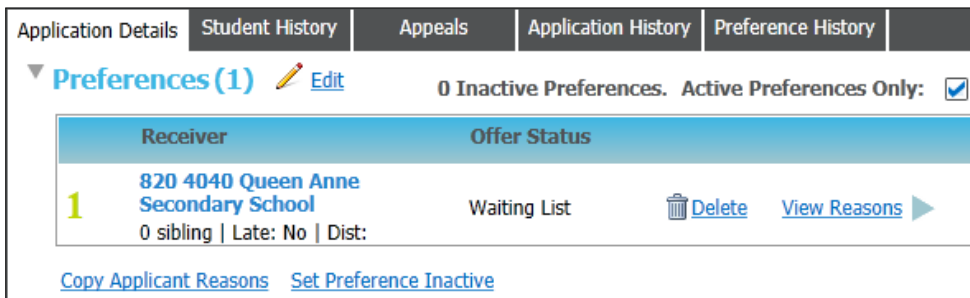 Application Details Student History Appeals Application History Preference History
Preferences (1) Edit 0 Inactive Preferences. Active Preferences Only:
Receiver Offer Status
1 820 4040 Queen Anne
Secondary School Waiting List Delete View Reasons
0 sibling | Late: No | Dist:
Copy Applicant Reasons Set Preference Inactive